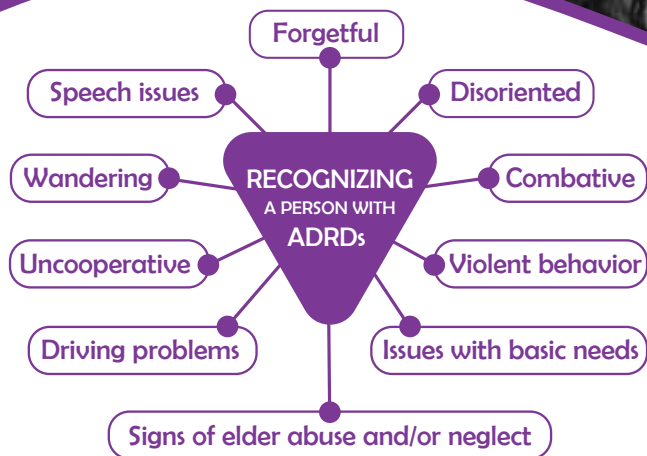 Forgetful
Speech issues
Disoriented
Wandering
RECOGNIZING
A PERSON WITH
ADRDs
Combative
Uncooperative
Violent behavior
Driving problems
Issues with basic needs
Signs of elder abuse and/or neglect